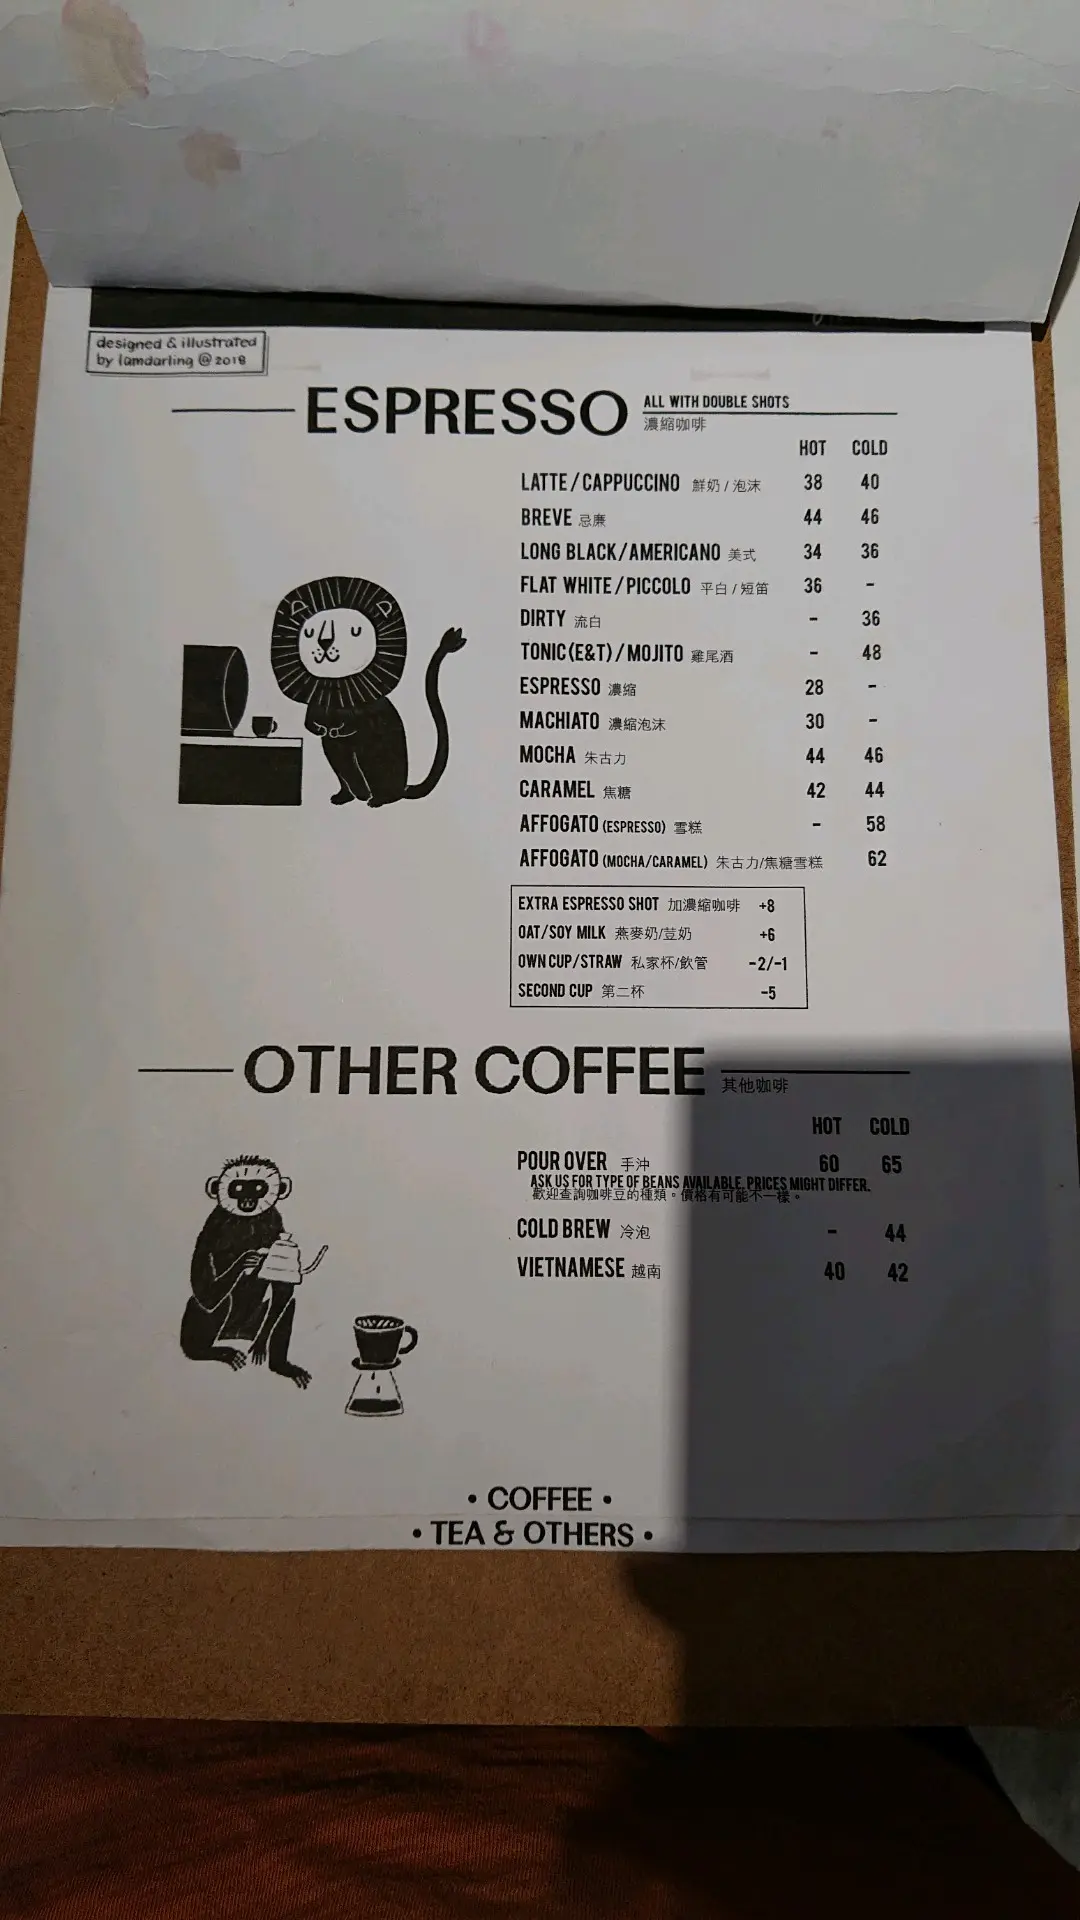 designed & illustrated
by lamdarling @ 2018
ESPRESSO ALL WITH DOUBLE SHOTS
濃縮咖啡
HOT COLD
LATTE / CAPPUCCINO 鮮奶 / 泡沫 38 40
BREVE 忌廉 44 46
LONG BLACK/AMERICANO 美式 34 36
FLAT WHITE / PICCOLO 平白 / 短笛 36 -
DIRTY 流白 - 36
TONIC(E&T) / MOJITO 雞尾酒 - 48
ESPRESSO 濃縮 28 -
MACHIATO 濃縮泡沫 30 -
MOCHA 朱古力 44 46
CARAMEL 焦糖 42 44
AFFOGATO (ESPRESSO) 雪糕 - 58
AFFOGATO (MOCHA/CARAMEL) 朱古力/焦糖雪糕 62
EXTRA ESPRESSO SHOT 加濃縮咖啡 +8
OAT/SOY MILK 燕麥奶/荳奶 +6
OWN CUP/STRAW 私家杯/飲管 -2/-1
SECOND CUP 第二杯 -5
OTHER COFFEE 其他咖啡
HOT COLD
POUR OVER 手沖 60 65
ASK US FOR TYPE OF BEANS AVAILABLE, PRICES MIGHT DIFFER.
歡迎查詢咖啡豆的種類。價格有可能不一樣。
COLD BREW 冷泡 - 44
VIETNAMESE 越南 40 42
• COFFEE •
• TEA & OTHERS •